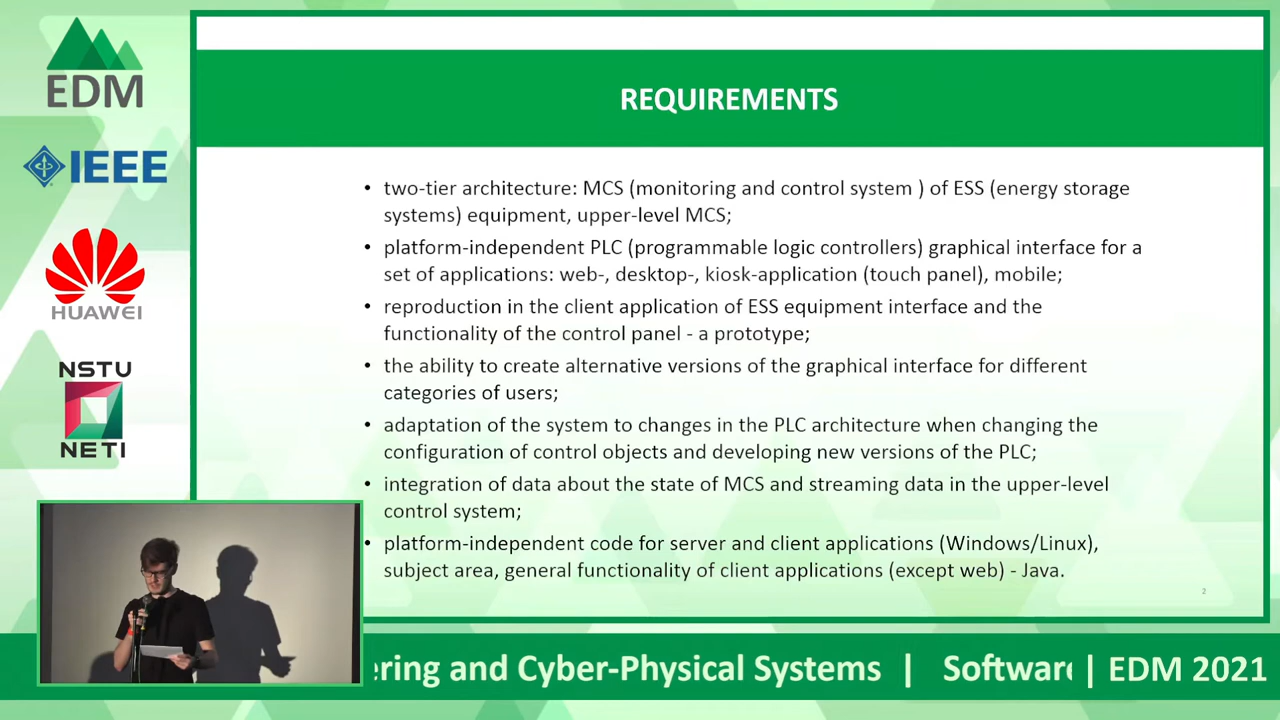 EDM
IEEE
HUAWEI
NSTU
NETI
REQUIREMENTS
• two-tier architecture: MCS (monitoring and control system ) of ESS (energy storage
systems) equipment, upper-level MCS;
• platform-independent PLC (programmable logic controllers) graphical interface for a
set of applications: web-, desktop-, kiosk-application (touch panel), mobile;
• reproduction in the client application of ESS equipment interface and the
functionality of the control panel - a prototype;
• the ability to create alternative versions of the graphical interface for different
categories of users;
• adaptation of the system to changes in the PLC architecture when changing the
configuration of control objects and developing new versions of the PLC;
• integration of data about the state of MCS and streaming data in the upper-level
control system;
• platform-independent code for server and client applications (Windows/Linux),
subject area, general functionality of client applications (except web) - Java.
2
ering and Cyber-Physical Systems | Software | EDM 2021